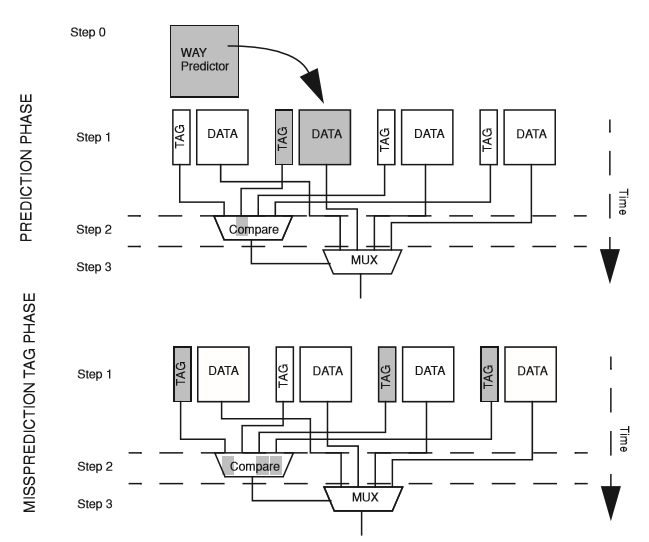 Step 0
WAY
Predictor
PREDICTION PHASE
Step 1
TAG
DATA
TAG
DATA
TAG
DATA
TAG
DATA
Time
Step 2
Compare
Step 3
MUX
MISSPREDICTION TAG PHASE
Step 1
TAG
DATA
TAG
DATA
TAG
DATA
TAG
DATA
Time
Step 2
Compare
Step 3
MUX